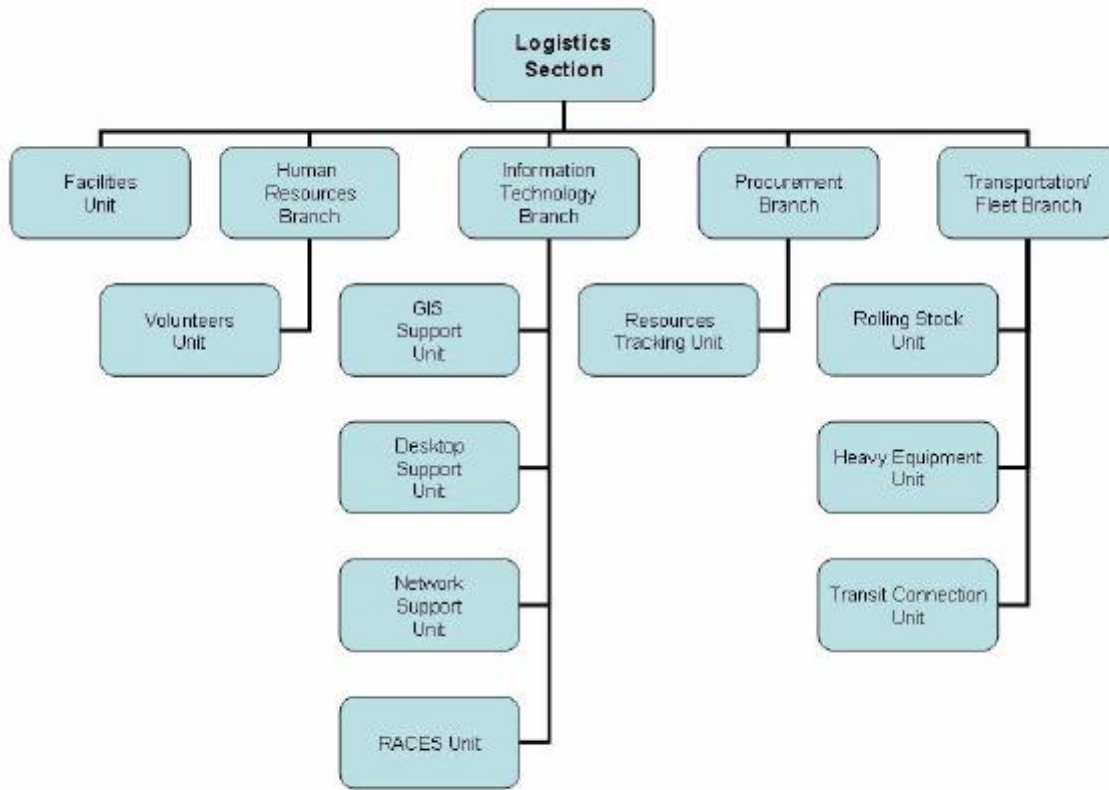 Logistics
Section
Facilities
Unit
Human
Resources
Branch
Information
Technology
Branch
Procurement
Branch
Transportation/
Fleet Branch
Volunteers
Unit
GIS
Support
Unit
Resources
Tracking Unit
Rolling Stock
Unit
Desktop
Support
Unit
Heavy Equipment
Unit
Network
Support
Unit
Transit Connection
Unit
RACES Unit